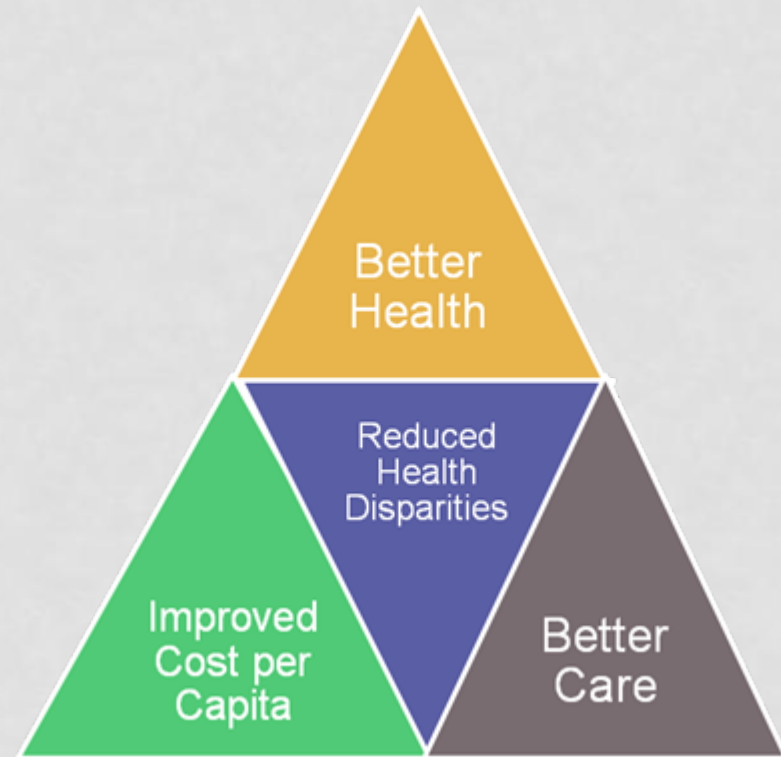 Better
Health
Reduced
Health
Disparities
Improved
Cost per
Capita
Better
Care